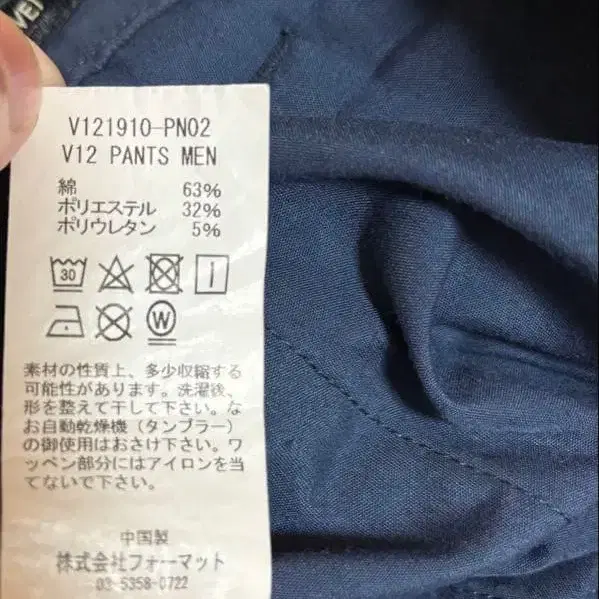 V121910-PN02
V12 PANTS MEN
綿 63%
ポリエステル 32%
ポリウレタン 5%
30
W
素材の性質上、多少収縮する
可能性があります。洗濯後、
形を整えて干して下さい。な
お自動乾燥機（タンブラー）
の御使用はおさけ下さい。ワ
ッペン部分にはアイロンを当
てないで下さい。
中国製
株式会社フォーマット
03-5358-0722